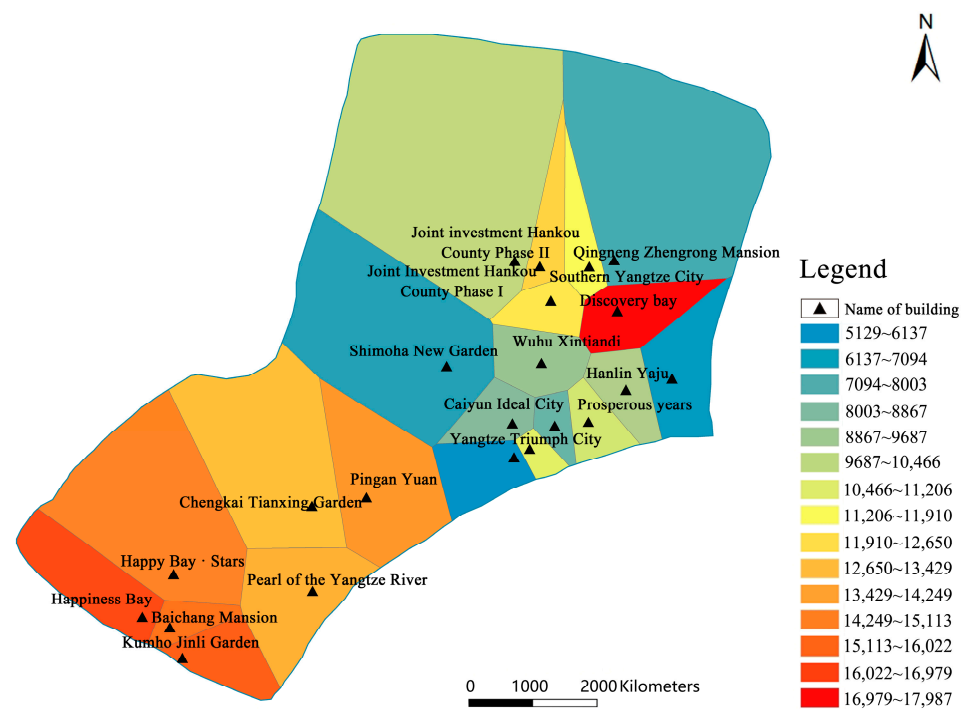 N
Joint investment Hankou
County Phase II
Qingneng Zhengrong Mansion
Joint Investment Hankou
County Phase I
Southern Yangtze City
Discovery bay
Wuhu Xintiandi
Shimoha New Garden
Hanlin Yaju
Caiyun Ideal City
Prosperous years
Yangtze Triumph City
Pingan Yuan
Chengkai Tianxing Garden
Happy Bay · Stars
Pearl of the Yangtze River
Happiness Bay
Baichang Mansion
Kumho Jinli Garden
0 1000 2000 Kilometers
Legend
Name of building
5129~6137
6137~7094
7094~8003
8003~8867
8867~9687
9687~10,466
10,466~11,206
11,206~11,910
11,910~12,650
12,650~13,429
13,429~14,249
14,249~15,113
15,113~16,022
16,022~16,979
16,979~17,987